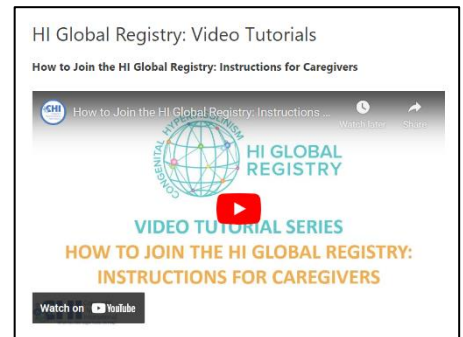 HI Global Registry: Video Tutorials
How to Join the HI Global Registry: Instructions for Caregivers
CHI
How to Join the HI Global Registry: Instructions ...
Watch later
Share
CONGENITAL HYPERINSULINISM
HI GLOBAL
REGISTRY
VIDEO TUTORIAL SERIES
HOW TO JOIN THE HI GLOBAL REGISTRY:
INSTRUCTIONS FOR CAREGIVERS
Watch on YouTube